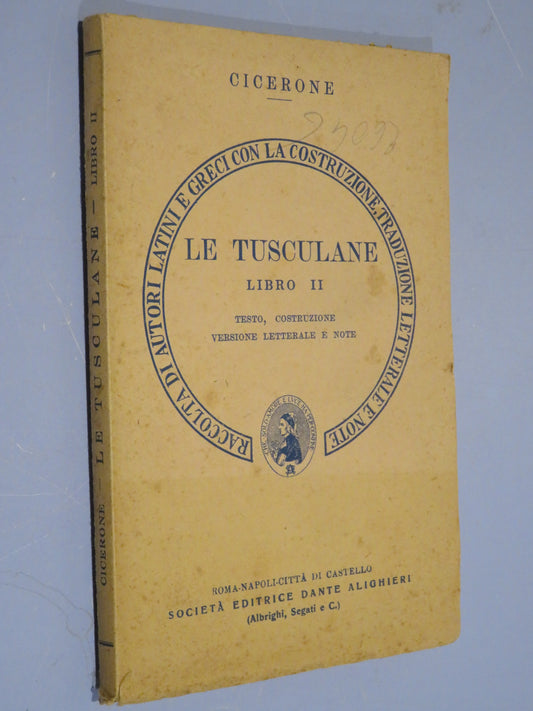 CICERONE
RACCOLTA DI AUTORI LATINI E GRECI CON LA COSTRUZIONE, TRADUZIONE LETTERALE E NOTE
LE TUSCULANE
LIBRO II
TESTO, COSTRUZIONE
VERSIONE LETTERALE E NOTE
ROMA-NAPOLI-CITTÀ DI CASTELLO
SOCIETÀ EDITRICE DANTE ALIGHIERI
(Albrighi, Segati e C.)
CICERONE — LE TUSCULANE — LIBRO II